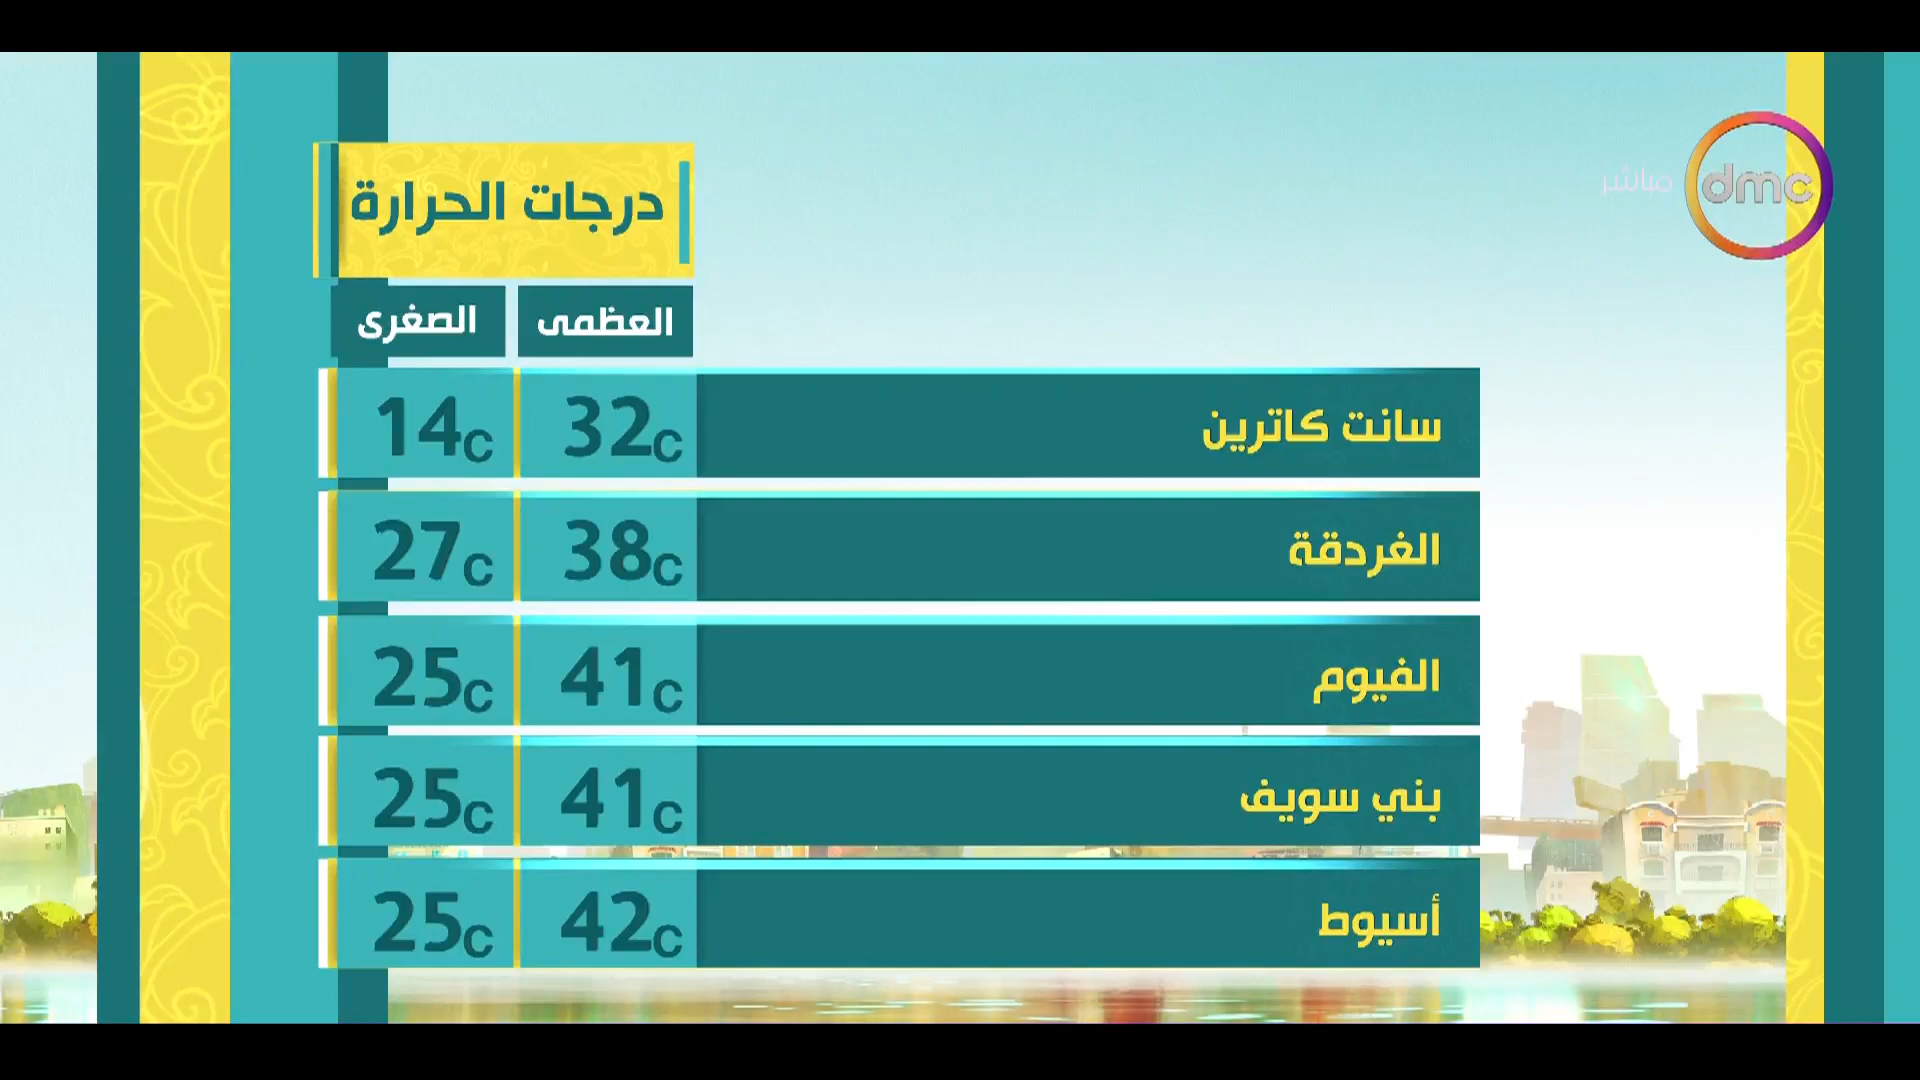 dmc مباشر
درجات الحرارة
العظمى الصغرى
سانت كاترين 32c 14c
الغردقة 38c 27c
الفيوم 41c 25c
بني سويف 41c 25c
أسيوط 42c 25c